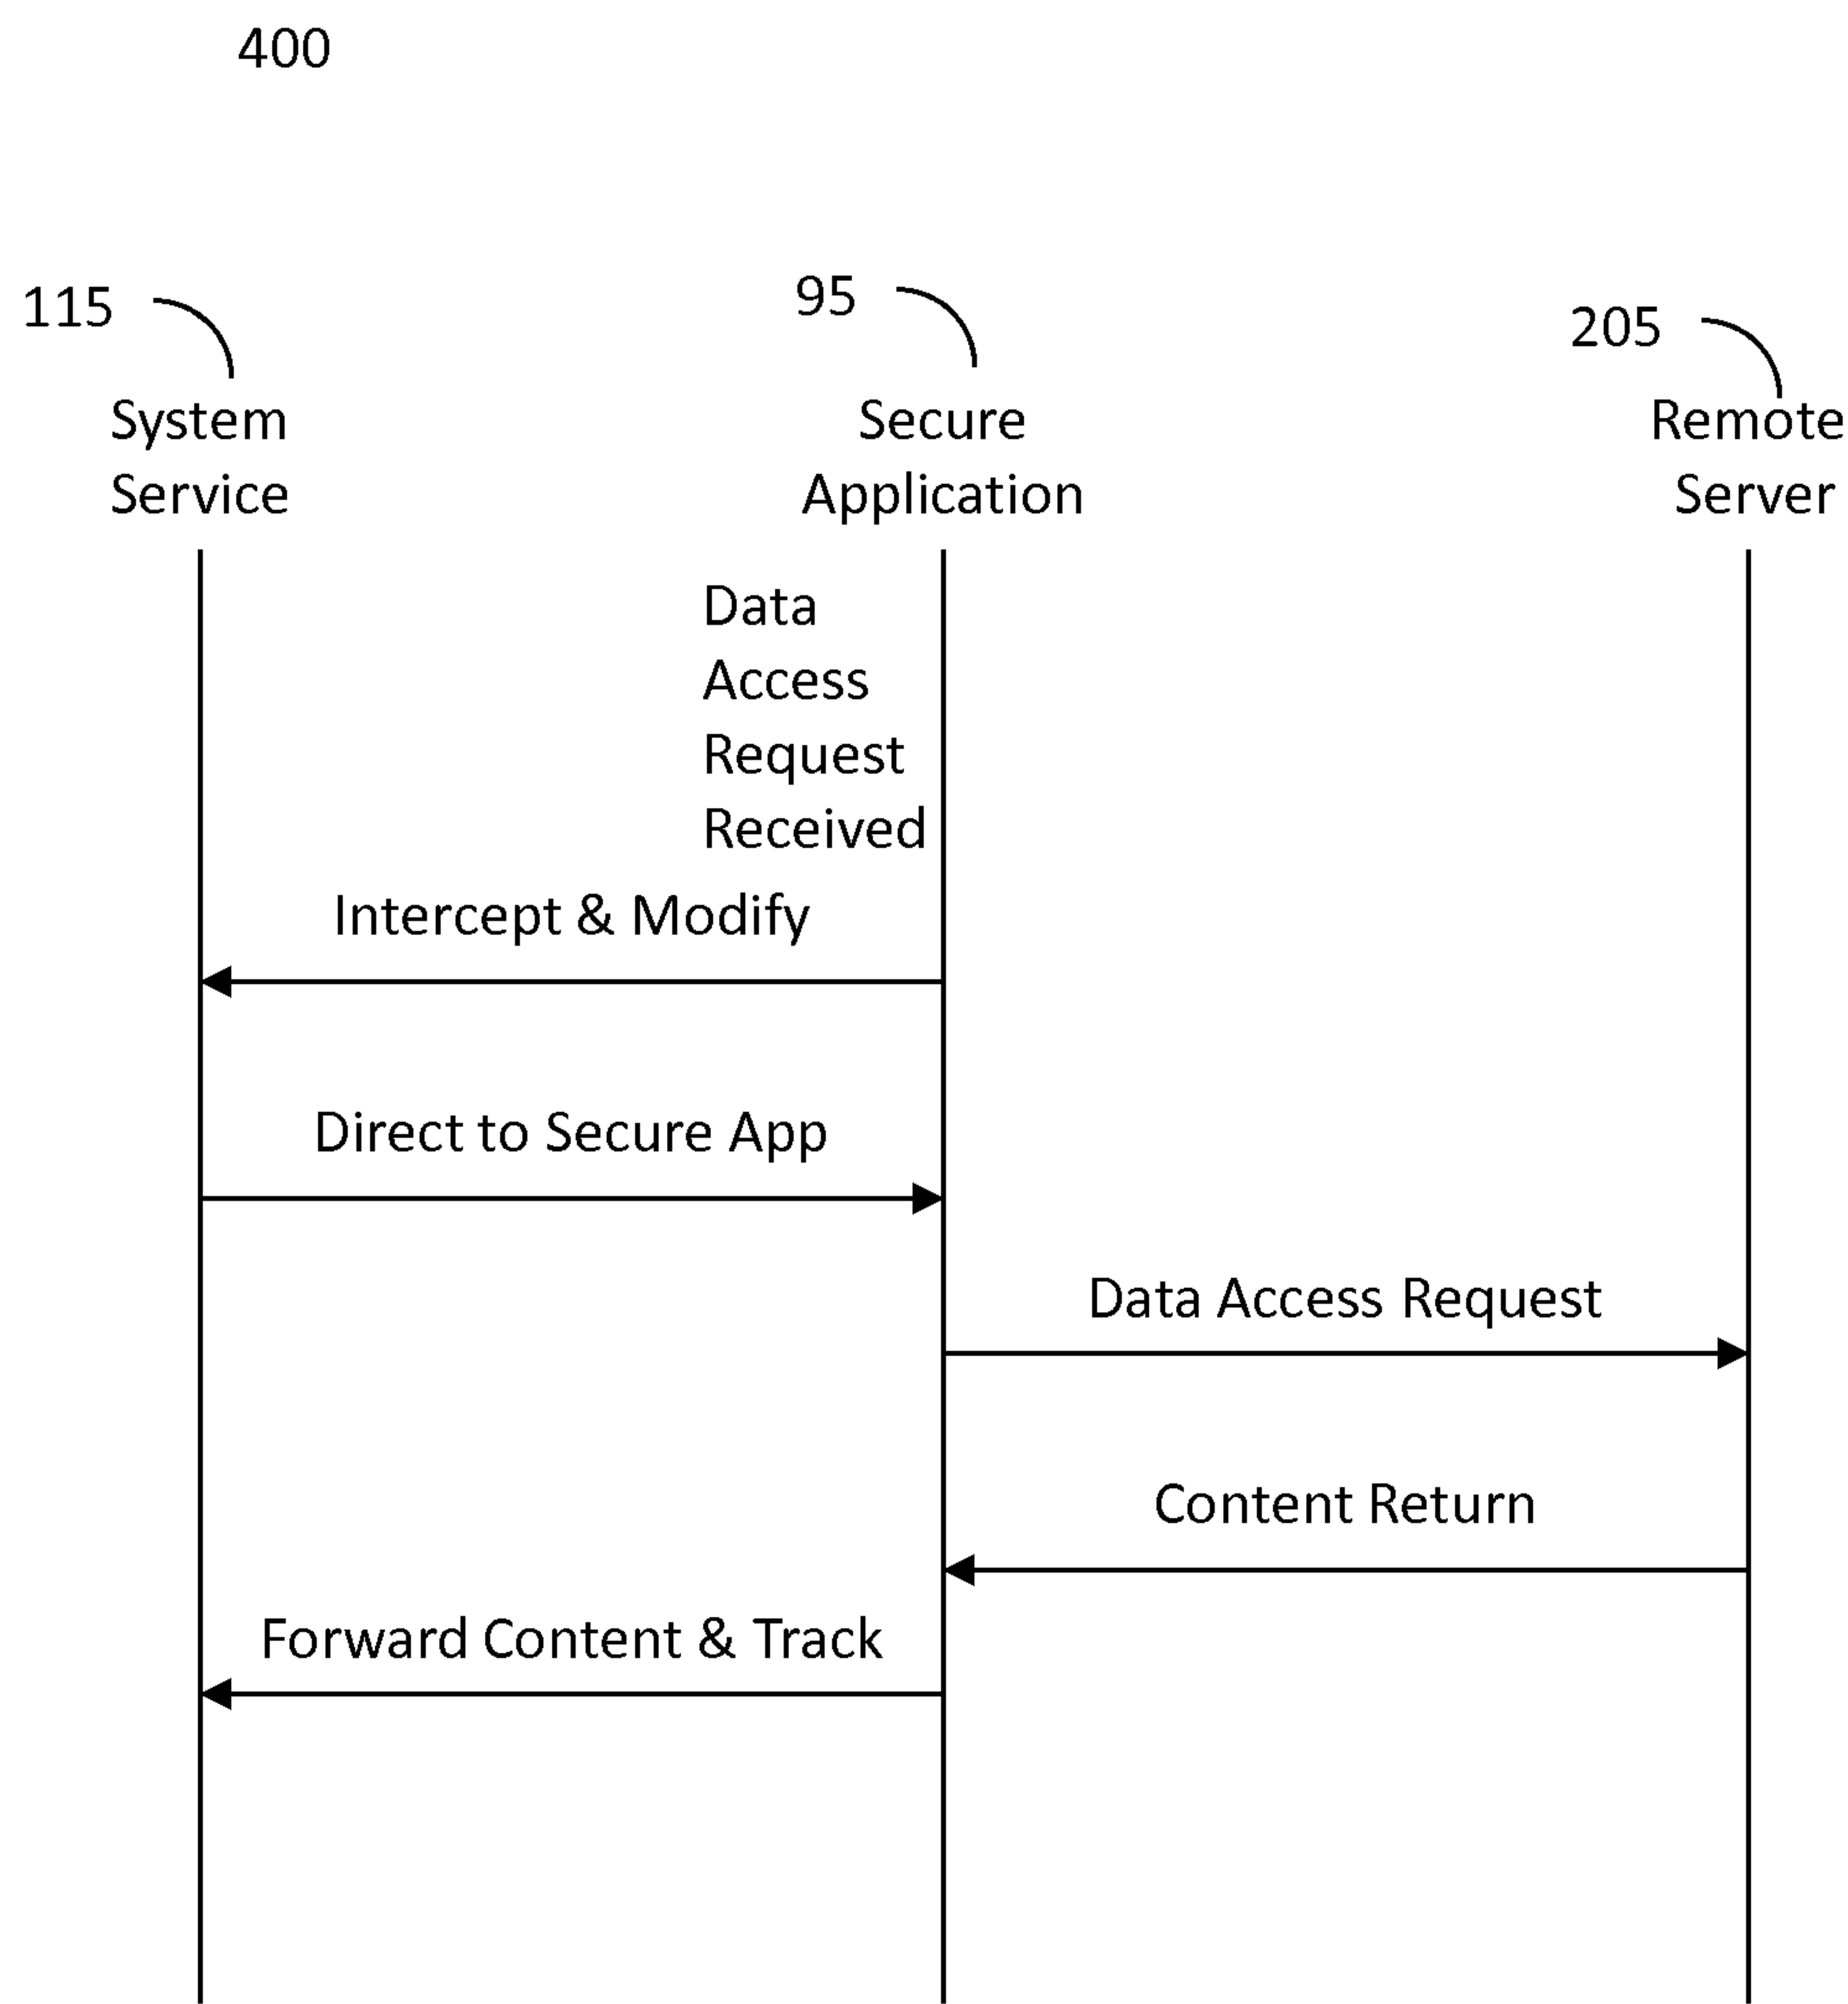 400
115
95
205
System
Service
Secure
Application
Remote
Server
Data
Access
Request
Received
Intercept & Modify
Direct to Secure App
Data Access Request
Content Return
Forward Content & Track